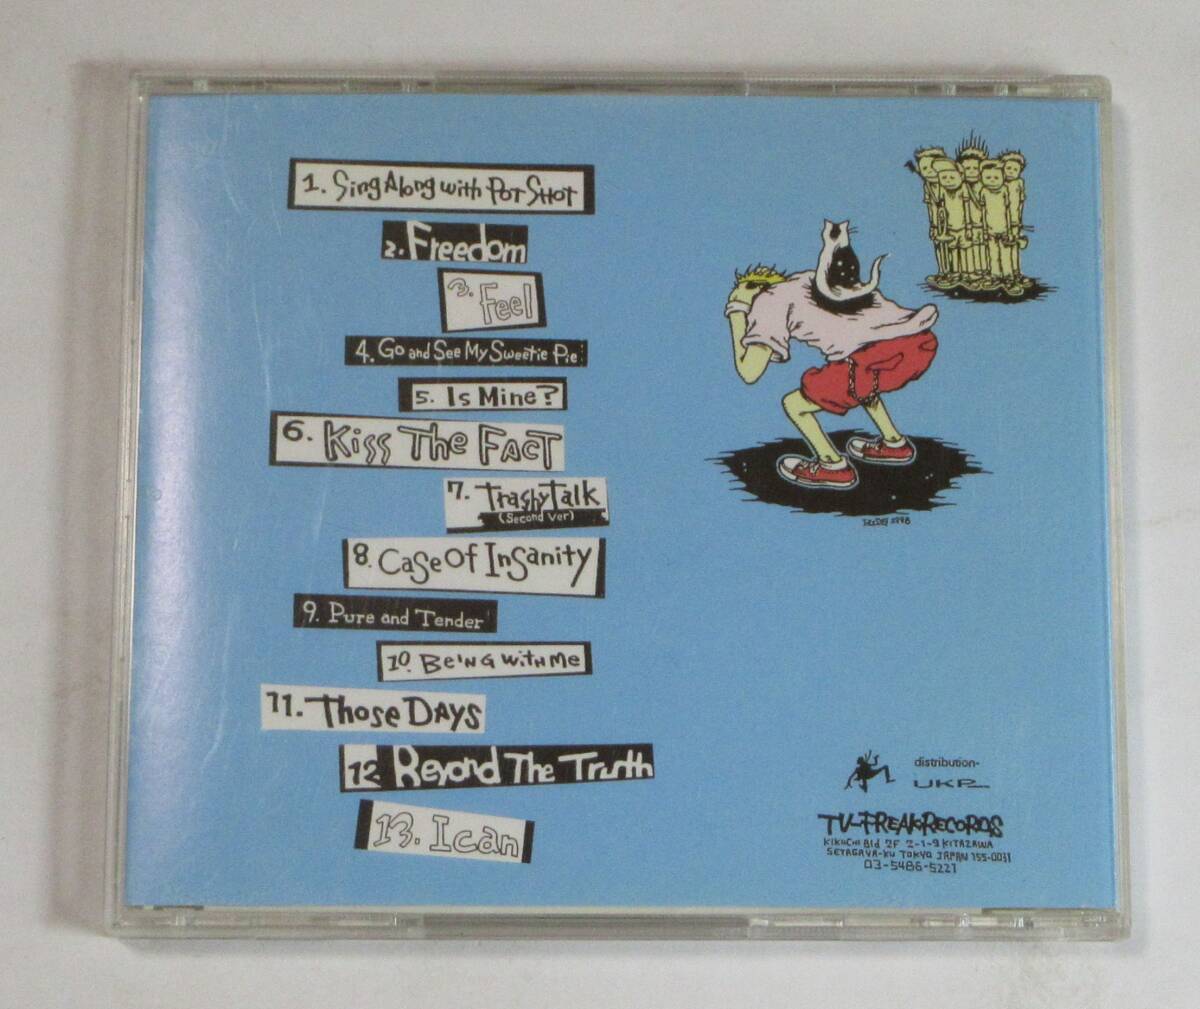 1. Sing Along with POT SHOT
2. Freedom
3. Feel
4. Go and See My Sweetie Pie
5. Is Mine?
6. Kiss The FACT
7. Trashy Talk
(Second Ver)
8. Case Of Insanity
9. Pure and Tender
10. BeiNG WiTH Me
11. Those DAYS
12. Beyond The Truth
13. I can
distribution-
UKP
TV-FREAK RECORDS
KIKUCHI Bld 2F 2-1-9 KITAZAWA
SETAGAYA-KU TOKYO JAPAN 155-0031
03-5486-5221